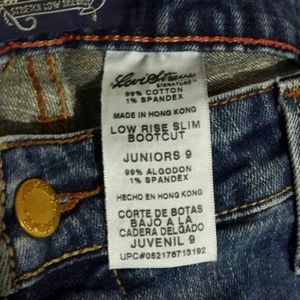 Levi Strauss
SIGNATURE
99% COTTON
1% SPANDEX
MADE IN HONG KONG
LOW RISE SLIM
BOOTCUT
JUNIORS 9
99% ALGODON
1% SPANDEX
HECHO EN HONG KONG
CORTE DE BOTAS
BAJO A LA
CADERA DELGADO
JUVENIL 9
UPC#052176713192